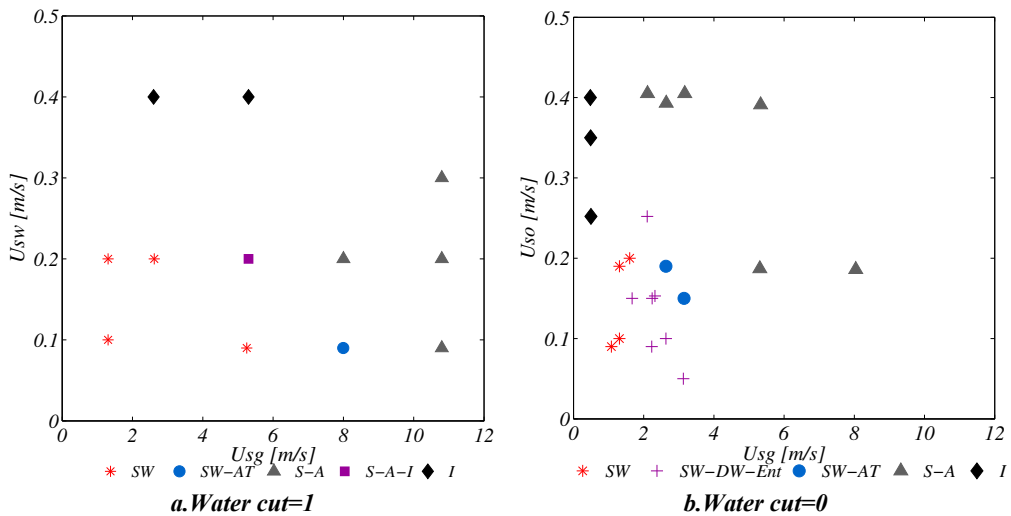 0.5
0.4
0.3
0.2
0.1
0
Usw [m/s]
0 2 4 6 8 10 12
Usg [m/s]
SW SW-AT S-A S-A-I I
a.Water cut=1
0.5
0.4
0.3
0.2
0.1
0
Uso [m/s]
0 2 4 6 8 10 12
Usg [m/s]
SW SW-DW-Ent SW-AT S-A I
b.Water cut=0